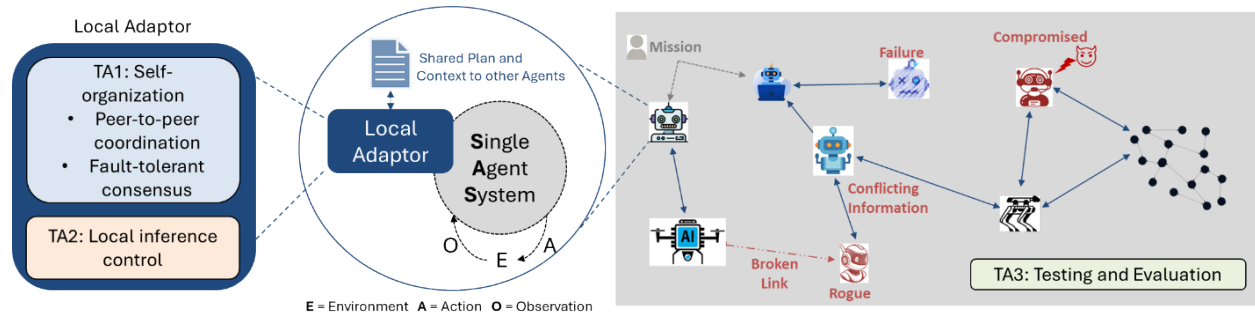 Local Adaptor
TA1: Self-
organization
• Peer-to-peer
coordination
• Fault-tolerant
consensus
TA2: Local inference
control
Shared Plan and
Context to other Agents
Local
Adaptor
Single
Agent
System
O
E
A
E = Environment A = Action O = Observation
Mission
Failure
Compromised
Conflicting
Information
AI
Broken
Link
Rogue
TA3: Testing and Evaluation